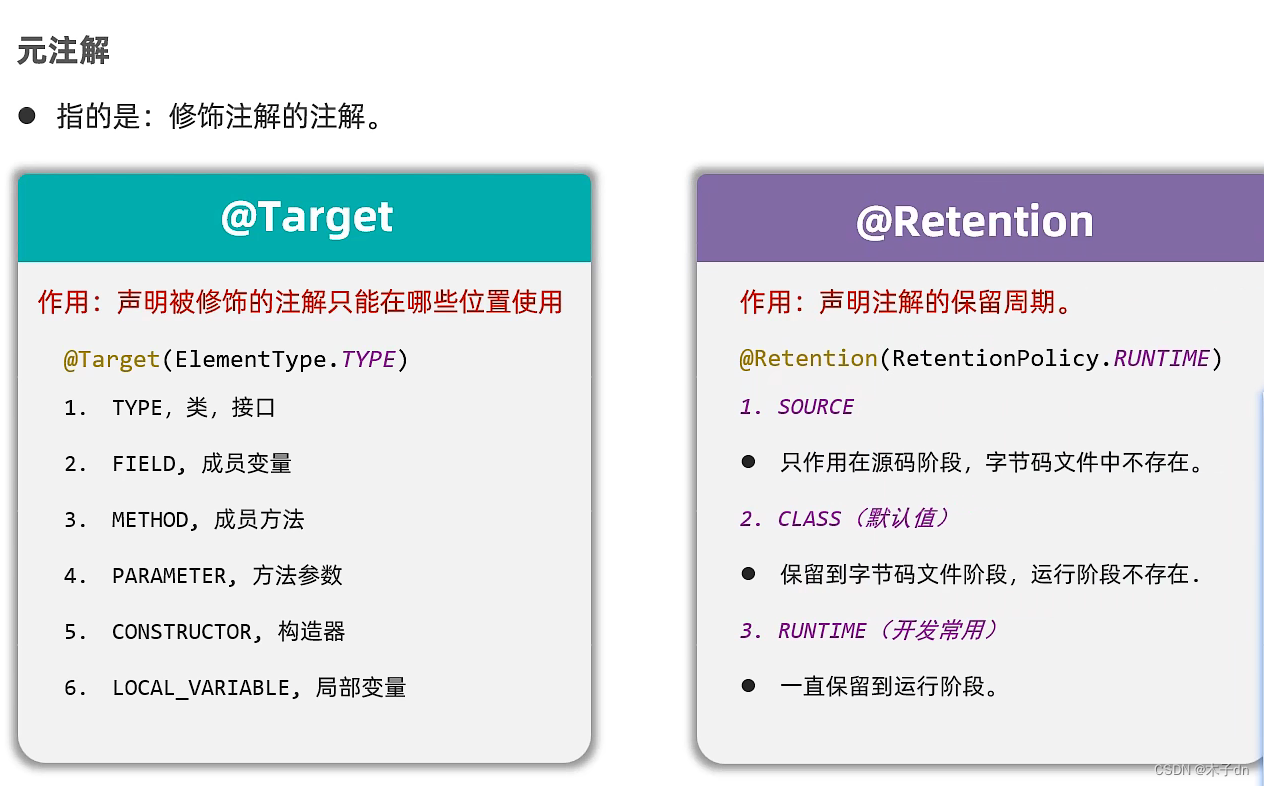 元注解
● 指的是：修饰注解的注解。
@Target
作用：声明被修饰的注解只能在哪些位置使用
@Target(ElementType.TYPE)
1. TYPE，类，接口
2. FIELD, 成员变量
3. METHOD, 成员方法
4. PARAMETER, 方法参数
5. CONSTRUCTOR, 构造器
6. LOCAL_VARIABLE, 局部变量
@Retention
作用：声明注解的保留周期。
@Retention(RetentionPolicy.RUNTIME)
1. SOURCE
● 只作用在源码阶段，字节码文件中不存在。
2. CLASS（默认值）
● 保留到字节码文件阶段，运行阶段不存在.
3. RUNTIME（开发常用）
● 一直保留到运行阶段。
CSDN @木子dn